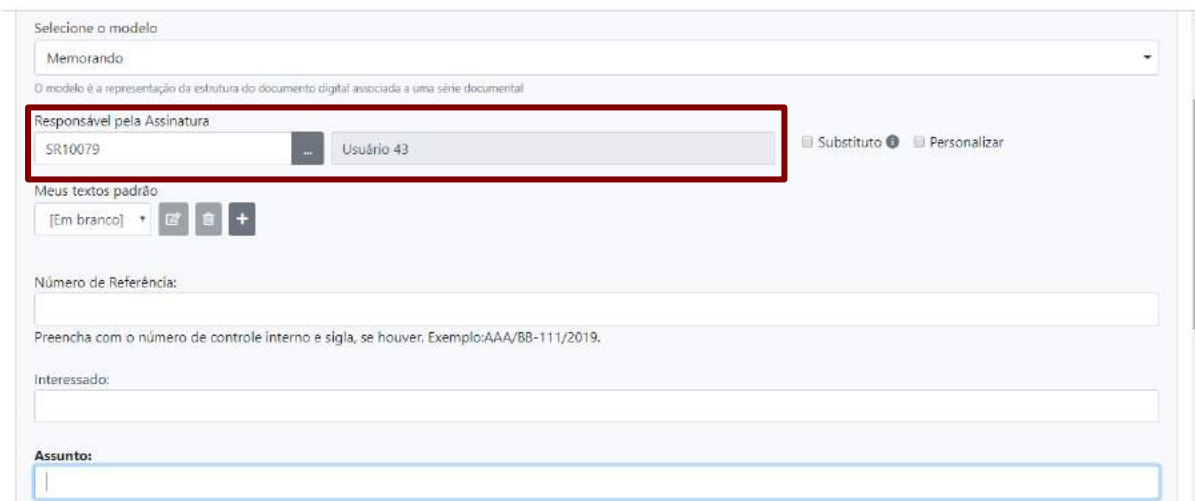 Selecione o modelo
Memorando
O modelo é a representação da estrutura do documento digital associada a uma série documental
Responsável pela Assinatura
SR10079 ... Usuário 43 Substituto Personalizar
Meus textos padrão
[Em branco]
Número de Referência:
Preencha com o número de controle interno e sigla, se houver. Exemplo:AAA/BB-111/2019.
Interessado:
Assunto: